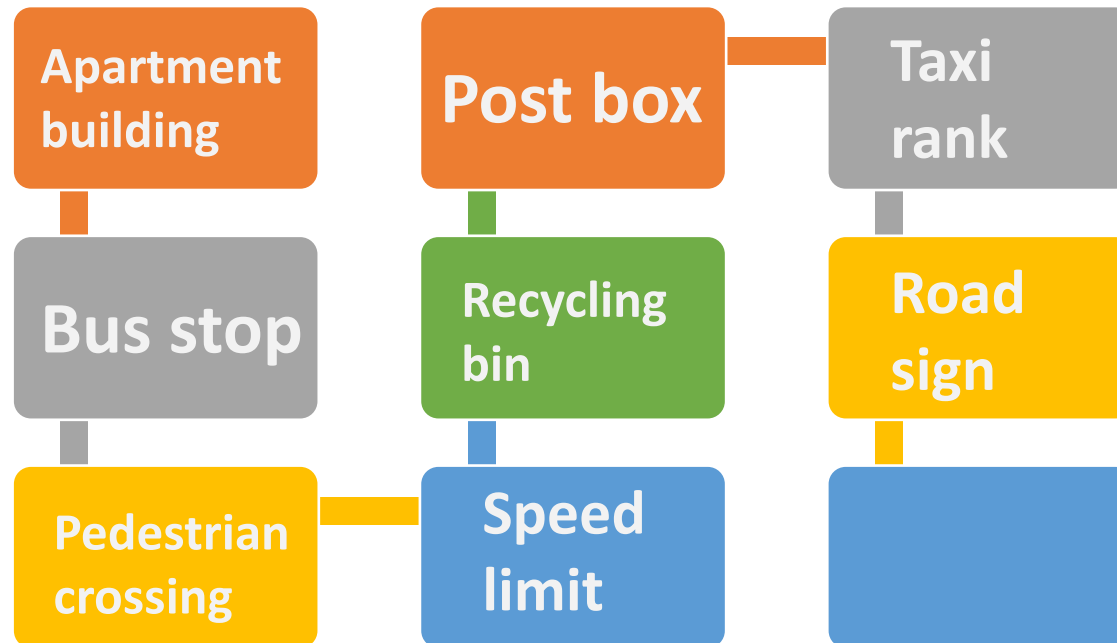 Apartment
building
Bus stop
Pedestrian
crossing
Speed
limit
Recycling
bin
Post box
Taxi
rank
Road
sign